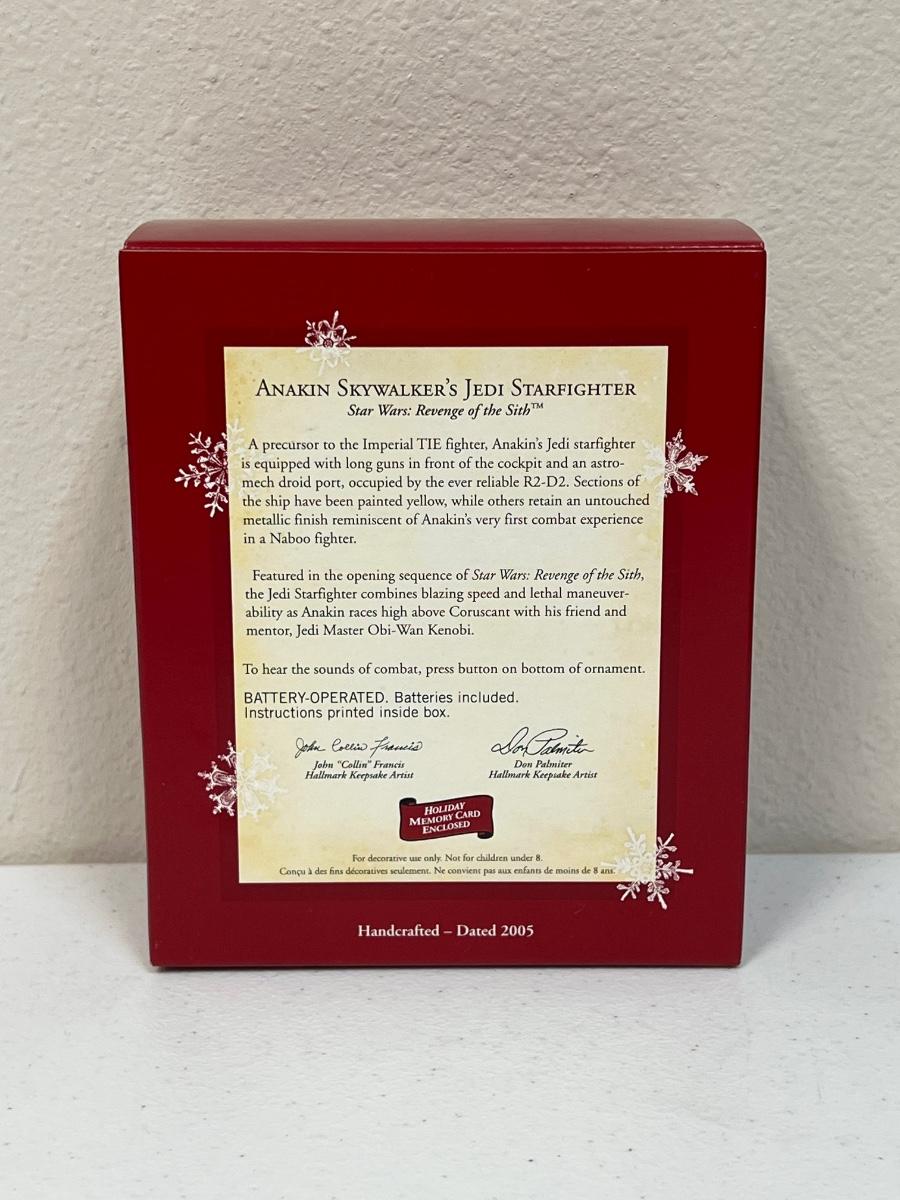 Anakin Skywalker's Jedi Starfighter
Star Wars: Revenge of the Sith™
A precursor to the Imperial TIE fighter, Anakin's Jedi starfighter
is equipped with long guns in front of the cockpit and an astro-
mech droid port, occupied by the ever reliable R2-D2. Sections of
the ship have been painted yellow, while others retain an untouched
metallic finish reminiscent of Anakin's very first combat experience
in a Naboo fighter.
Featured in the opening sequence of Star Wars: Revenge of the Sith,
the Jedi Starfighter combines blazing speed and lethal maneuver-
ability as Anakin races high above Coruscant with his friend and
mentor, Jedi Master Obi-Wan Kenobi.
To hear the sounds of combat, press button on bottom of ornament.
BATTERY-OPERATED. Batteries included.
Instructions printed inside box.
John Collin Francis
John "Collin" Francis
Hallmark Keepsake Artist
Don Palmiter
Don Palmiter
Hallmark Keepsake Artist
Holiday
Memory Card
Enclosed
For decorative use only. Not for children under 8.
Conçu à des fins décoratives seulement. Ne convient pas aux enfants de moins de 8 ans.
Handcrafted – Dated 2005